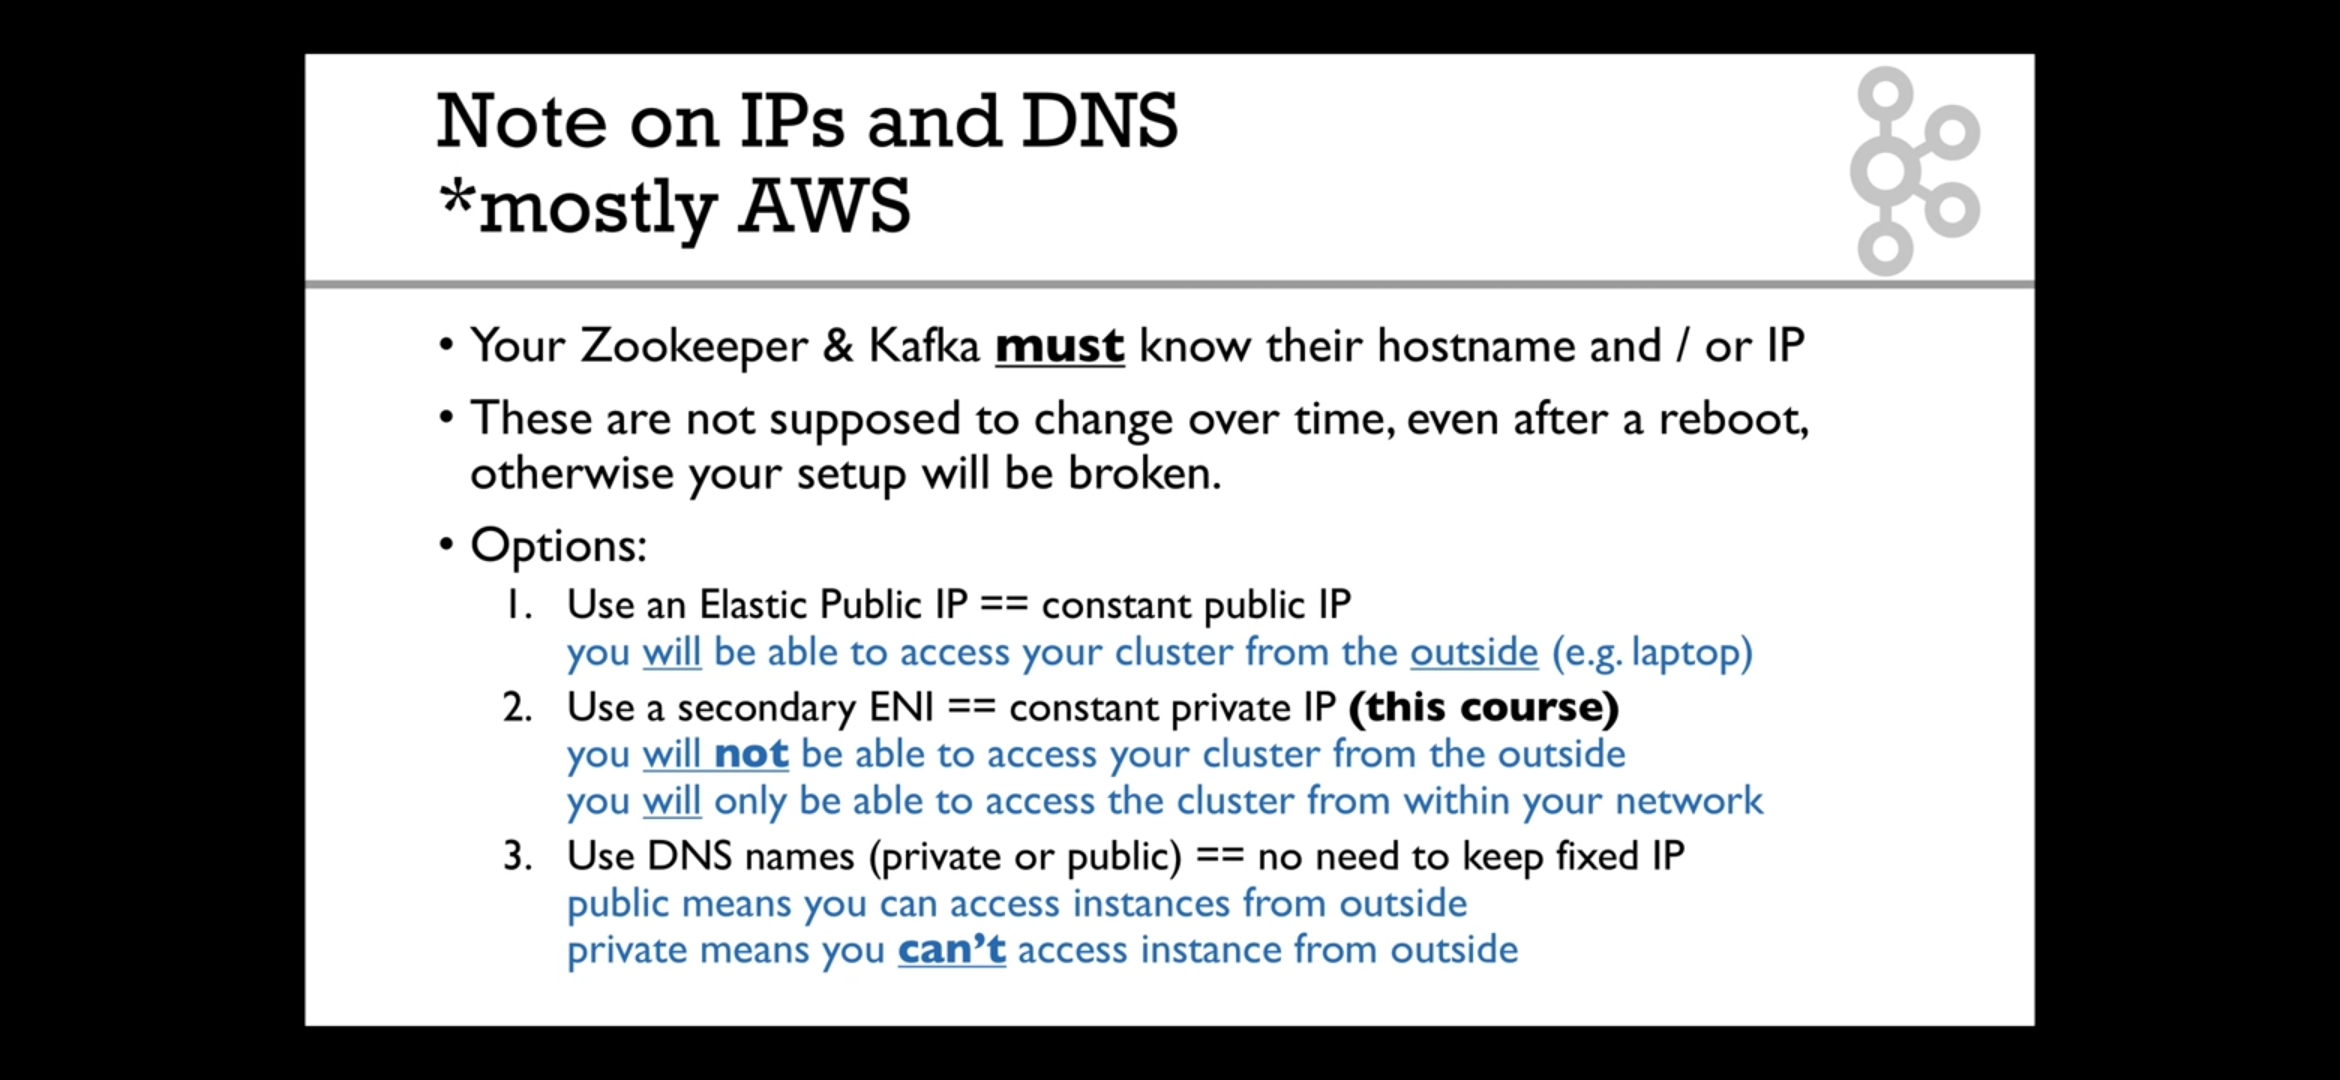 Note on IPs and DNS
*mostly AWS
• Your Zookeeper & Kafka must know their hostname and / or IP
• These are not supposed to change over time, even after a reboot,
otherwise your setup will be broken.
• Options:
1. Use an Elastic Public IP == constant public IP
you will be able to access your cluster from the outside (e.g. laptop)
2. Use a secondary ENI == constant private IP (this course)
you will not be able to access your cluster from the outside
you will only be able to access the cluster from within your network
3. Use DNS names (private or public) == no need to keep fixed IP
public means you can access instances from outside
private means you can’t access instance from outside